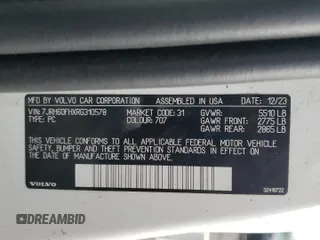 MFD. BY VOLVO CAR CORPORATION ASSEMBLED IN USA DATE: 12/23
VIN: 7JRH60FHXRG310578 MARKET CODE: 31 GVWR: 5510 LB
TYPE: PC COLOUR: 707 GAWR FRONT: 2775 LB
GAWR REAR: 2865 LB
THIS VEHICLE CONFORMS TO ALL APPLICABLE FEDERAL MOTOR VEHICLE
SAFETY, BUMPER AND THEFT PREVENTION STANDARDS IN EFFECT ON THE
DATE OF MANUFACTURE SHOWN ABOVE.
VOLVO
32419722
DREAMBID